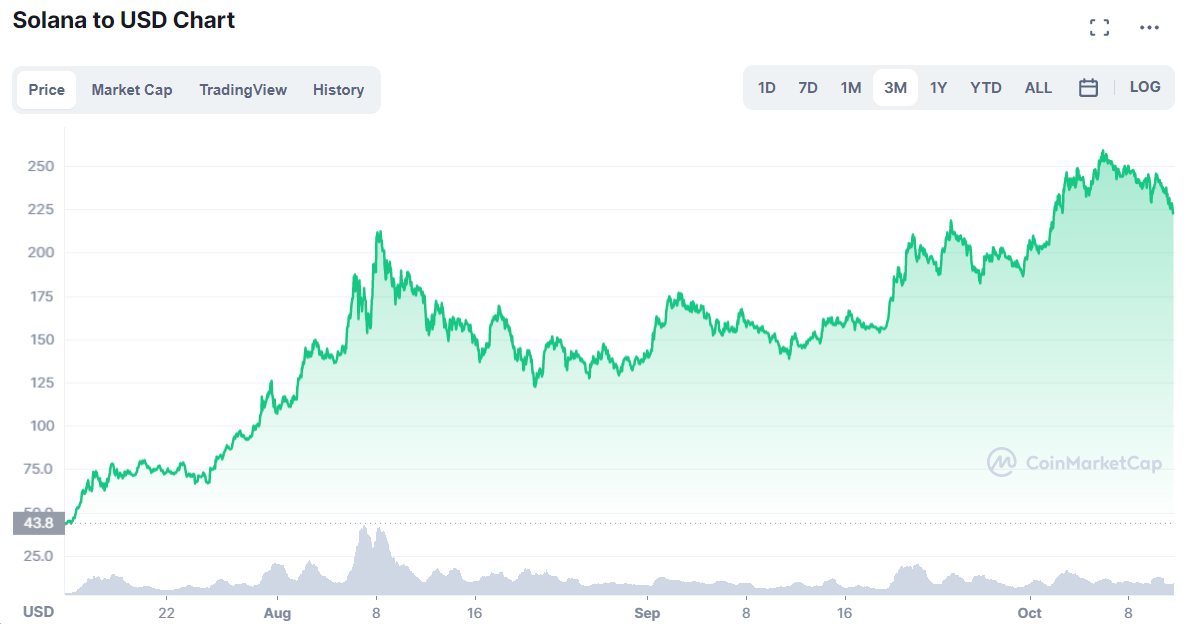 Solana to USD Chart
Price Market Cap TradingView History
1D 7D 1M 3M 1Y YTD ALL LOG
250
225
200
175
150
125
100
75.0
50.0
43.8
25.0
CoinMarketCap
USD 22 Aug 8 16 Sep 8 16 Oct 8